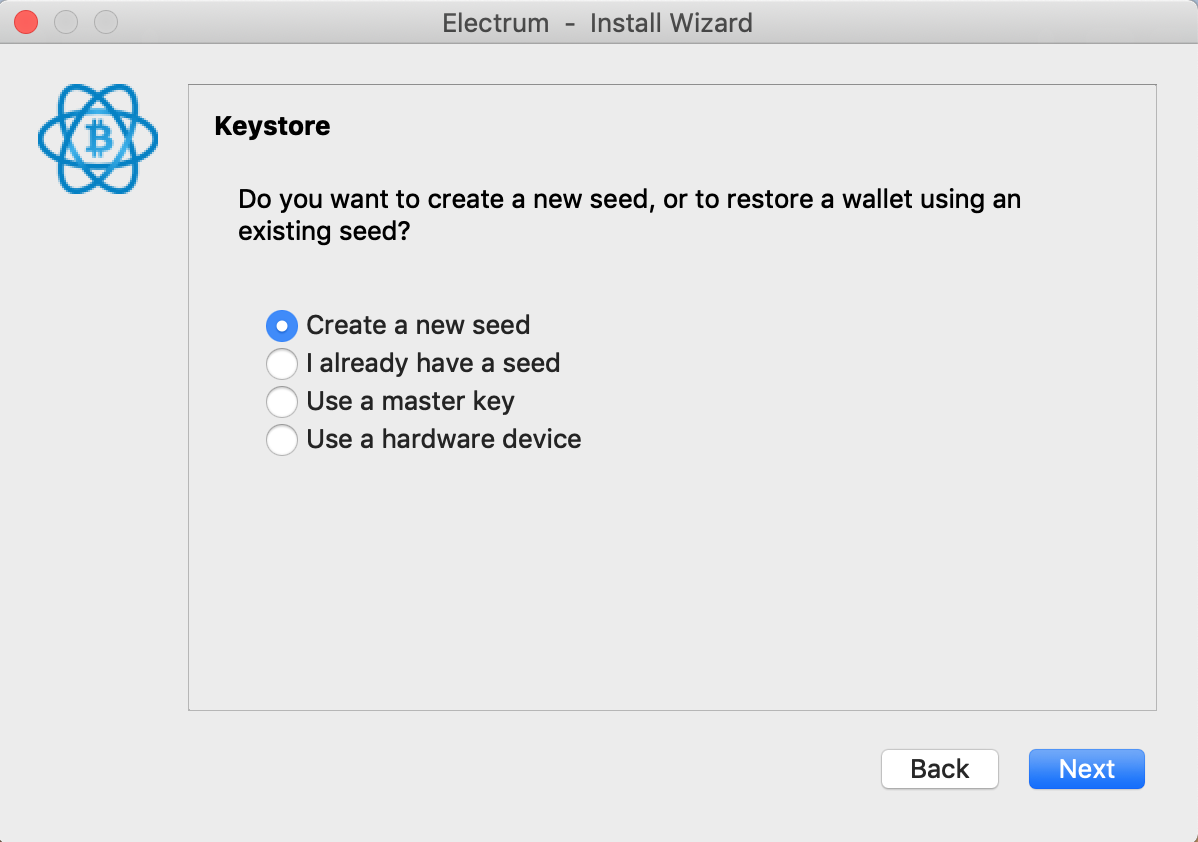 Electrum - Install Wizard
Keystore
Do you want to create a new seed, or to restore a wallet using an
existing seed?
Create a new seed
I already have a seed
Use a master key
Use a hardware device
Back Next